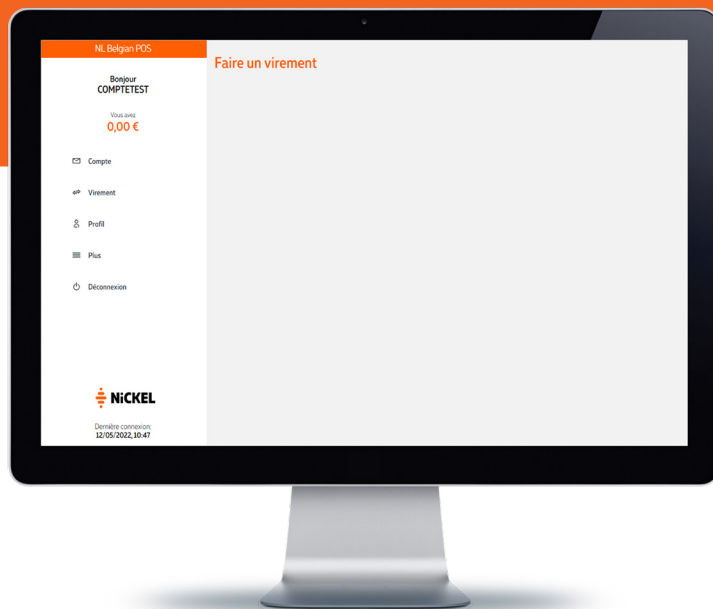 NL Belgian POS
Faire un virement
Bonjour
COMPTETEST
Vous avez
0,00 €
Compte
Virement
Profil
Plus
Déconnexion
NiCKEL
Dernière connexion:
12/05/2022, 10:47